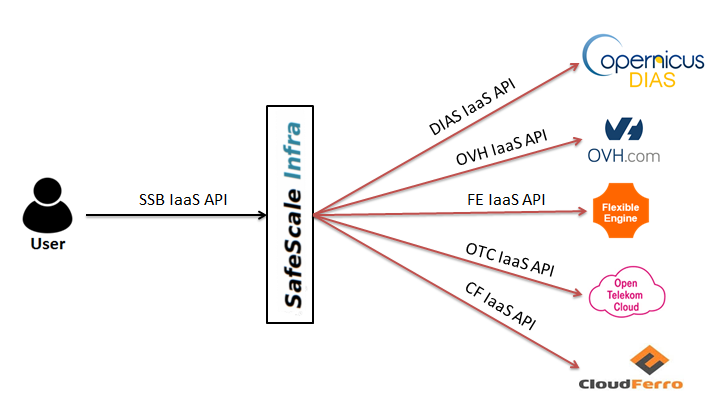 User
SSB IaaS API
SafeScale Infra
DIAS IaaS API
OVH IaaS API
FE IaaS API
OTC IaaS API
CF IaaS API
Copernicus
DIAS
OVH.com
Flexible
Engine
Open
Telekom
Cloud
CloudFerro